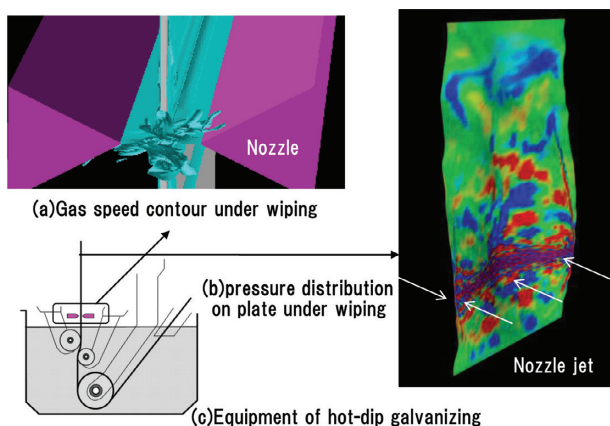 Nozzle
(a)Gas speed contour under wiping
(b)pressure distribution
on plate under wiping
Nozzle jet
(c)Equipment of hot-dip galvanizing